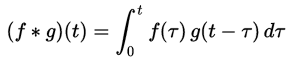 (f ∗ g)(t) = ∫₀ᵗ f(τ) g(t − τ) dτ